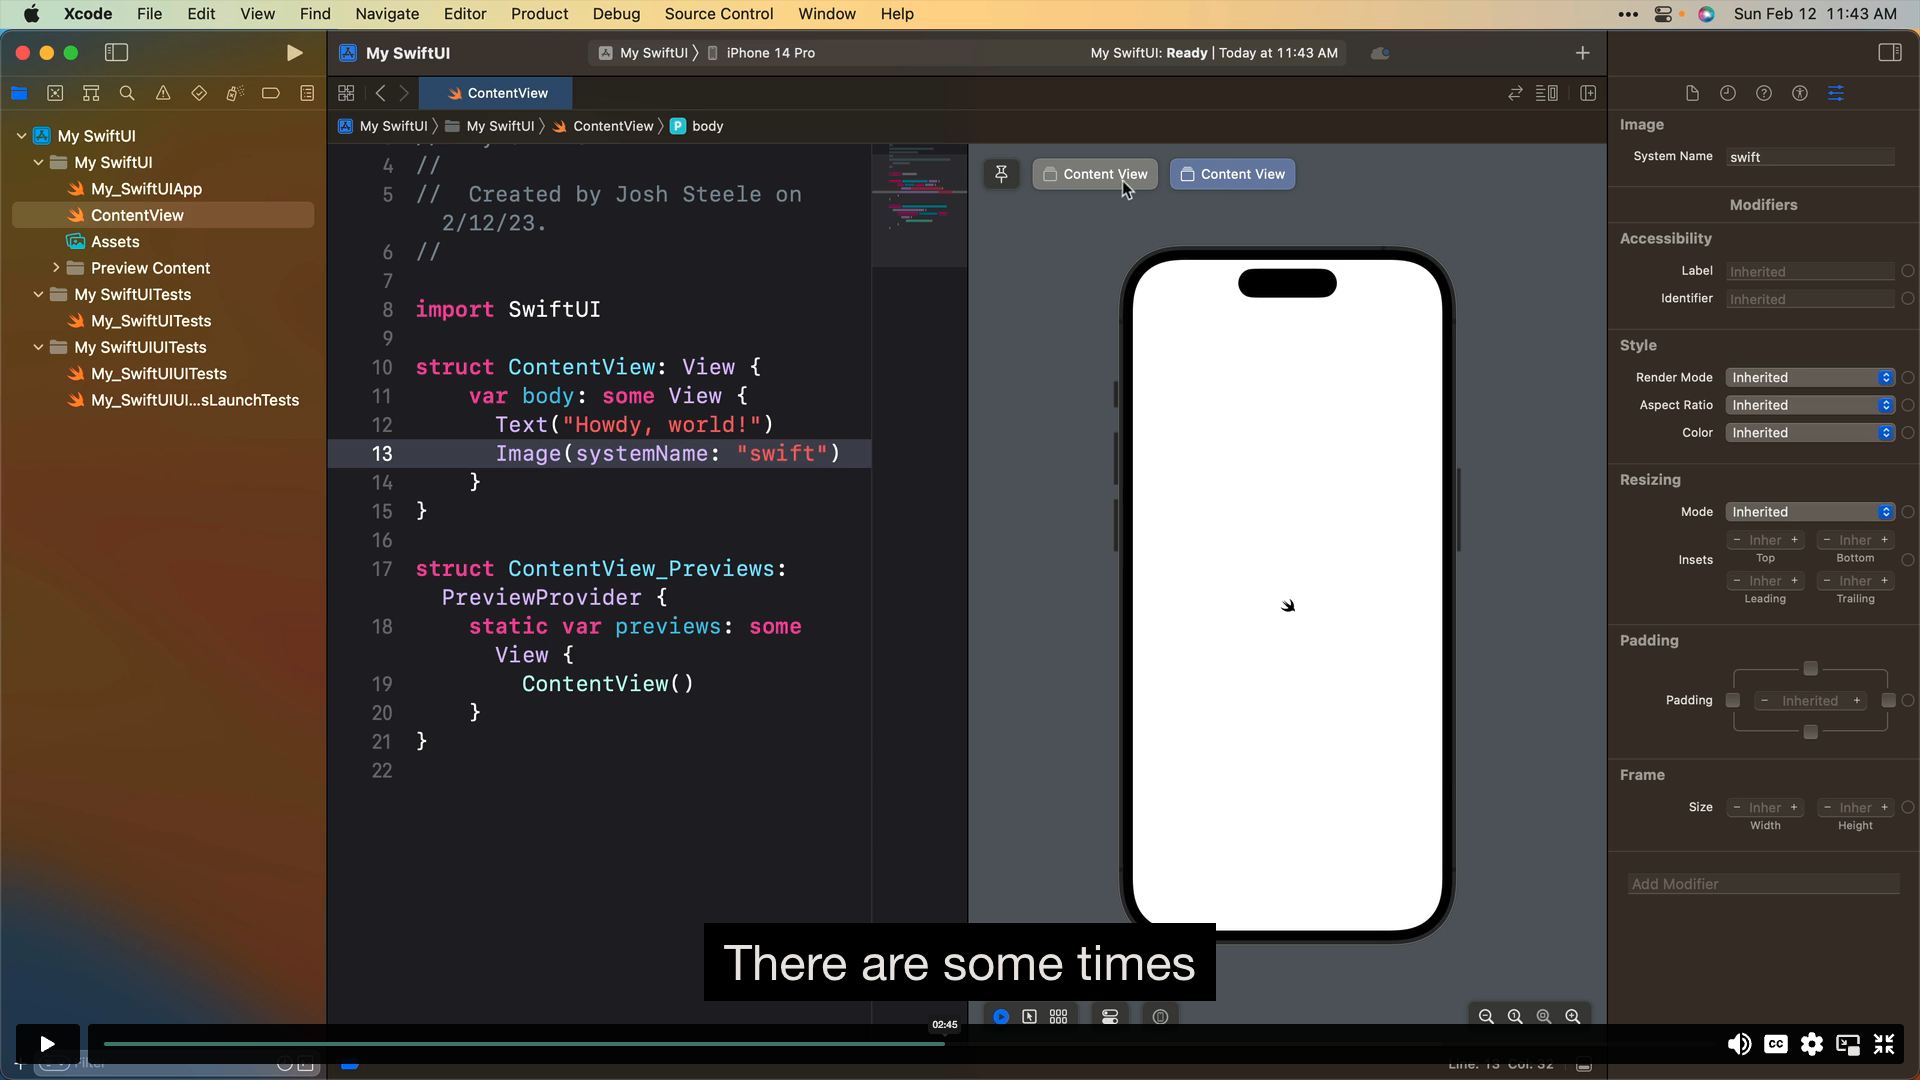 Xcode File Edit View Find Navigate Editor Product Debug Source Control Window Help
Sun Feb 12 11:43 AM
My SwiftUI
My SwiftUI
iPhone 14 Pro
My SwiftUI: Ready | Today at 11:43 AM
ContentView
My SwiftUI
My SwiftUI
ContentView
body
My SwiftUI
My SwiftUI
My_SwiftUIApp
ContentView
Assets
Preview Content
My SwiftUITests
My_SwiftUITests
My SwiftUIUITests
My_SwiftUIUITests
My_SwiftUIUI...sLaunchTests
Filter
4 //
5 // Created by Josh Steele on
2/12/23.
6 //
7
8 import SwiftUI
9
10 struct ContentView: View {
11 var body: some View {
12 Text("Howdy, world!")
13 Image(systemName: "swift")
14 }
15 }
16
17 struct ContentView_Previews:
PreviewProvider {
18 static var previews: some
View {
19 ContentView()
20 }
21 }
22
Content View
Content View
Image
System Name swift
Modifiers
Accessibility
Label Inherited
Identifier Inherited
Style
Render Mode Inherited
Aspect Ratio Inherited
Color Inherited
Resizing
Mode Inherited
Insets
− Inher + − Inher +
Top Bottom
− Inher + − Inher +
Leading Trailing
Padding
Padding − Inherited +
Frame
Size − Inher + − Inher +
Width Height
Add Modifier
There are some times
02:45
CC
Line: 13 Col: 32